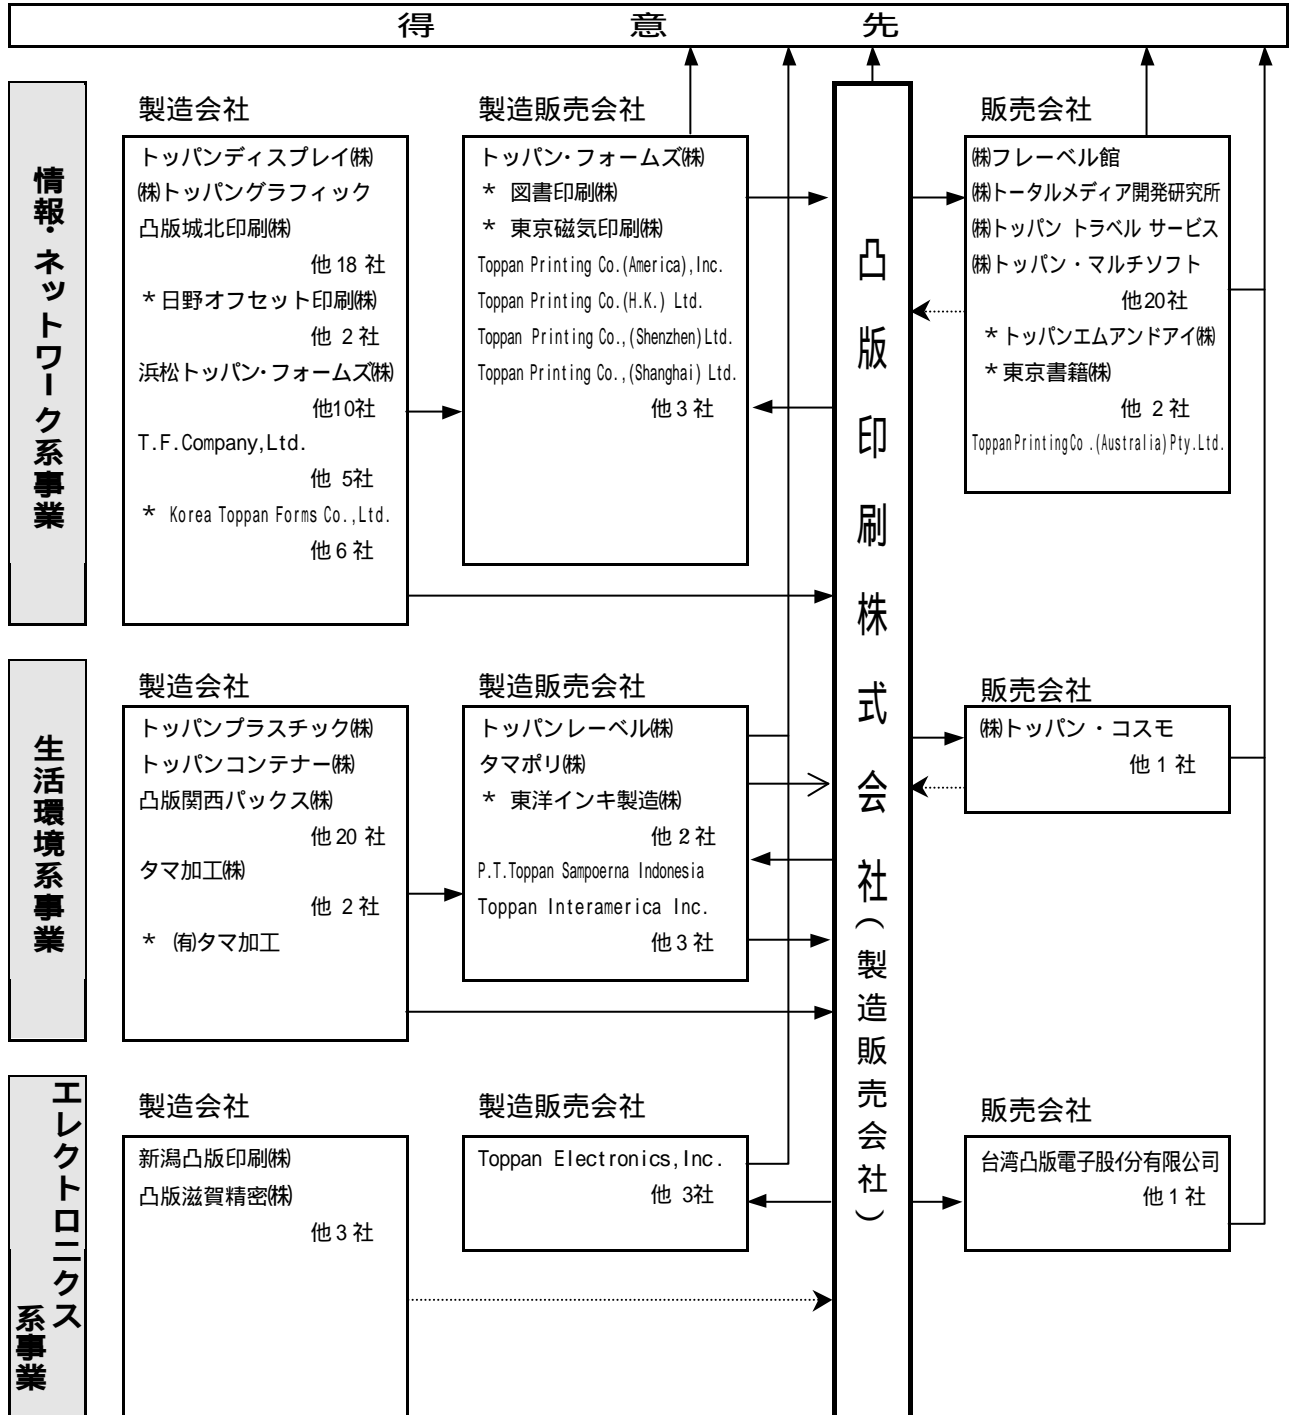 得意先
情報・ネットワーク系事業
製造会社
トッパンディスプレイ㈱
㈱トッパングラフィック
凸版城北印刷㈱
他18社
*日野オフセット印刷㈱
他 2社
浜松トッパン・フォームズ㈱
他10社
T.F.Company,Ltd.
他 5社
* Korea Toppan Forms Co.,Ltd.
他6社
製造販売会社
トッパン・フォームズ㈱
* 図書印刷㈱
* 東京磁気印刷㈱
Toppan Printing Co.(America),Inc.
Toppan Printing Co.(H.K.) Ltd.
Toppan Printing Co.,(Shenzhen)Ltd.
Toppan Printing Co.,(Shanghai) Ltd.
他3社
凸版印刷株式会社(製造販売会社)
販売会社
㈱フレーベル館
㈱トータルメディア開発研究所
㈱トッパン トラベル サービス
㈱トッパン・マルチソフト
他20社
*トッパンエムアンドアイ㈱
*東京書籍㈱
他 2社
ToppanPrintingCo.(Australia)Pty.Ltd.
生活環境系事業
製造会社
トッパンプラスチック㈱
トッパンコンテナー㈱
凸版関西パックス㈱
他20社
タマ加工㈱
他 2社
* ㈲タマ加工
製造販売会社
トッパンレーベル㈱
タマポリ㈱
* 東洋インキ製造㈱
他2社
P.T.Toppan Sampoerna Indonesia
Toppan Interamerica Inc.
他3社
販売会社
㈱トッパン・コスモ
他1社
エレクトロニクス
系事業
製造会社
新潟凸版印刷㈱
凸版滋賀精密㈱
他3社
製造販売会社
Toppan Electronics,Inc.
他 3社
販売会社
台湾凸版電子股份有限公司
他1社